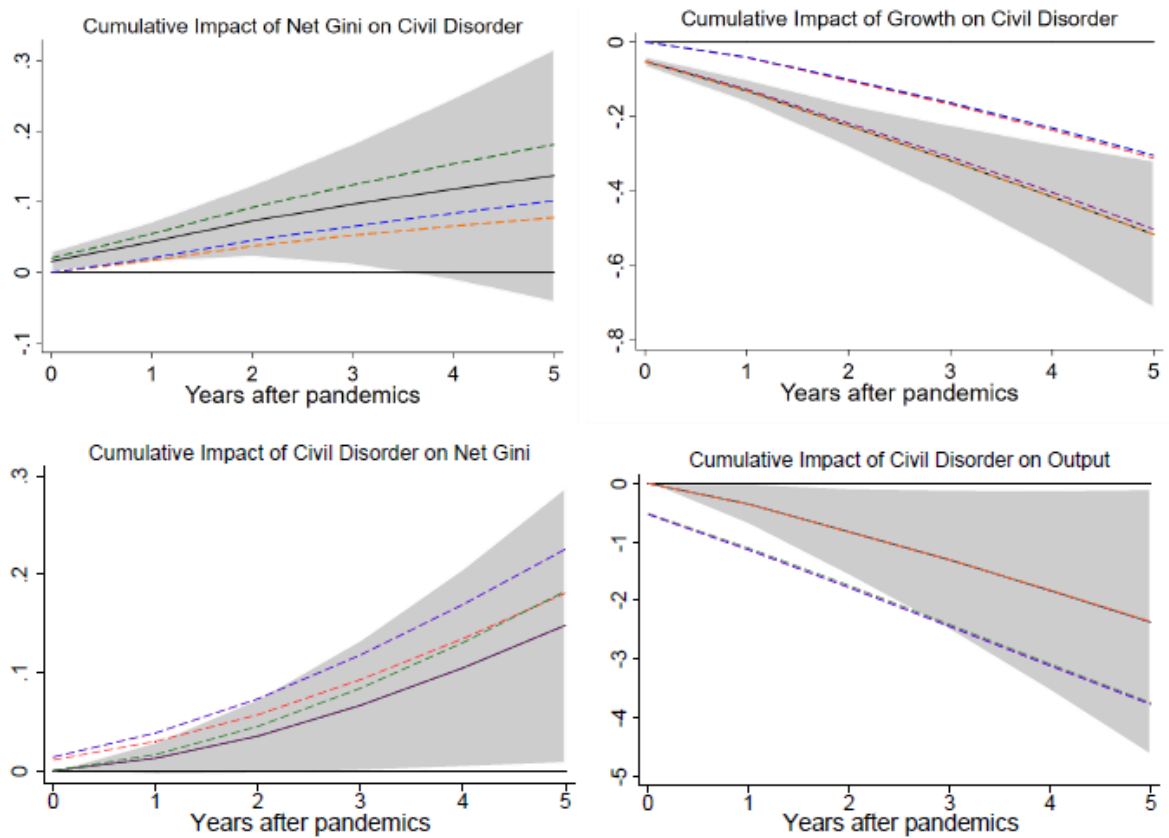 Cumulative Impact of Net Gini on Civil Disorder
.3
.2
.1
0
-.1
0 1 2 3 4 5
Years after pandemics
Cumulative Impact of Growth on Civil Disorder
0
-.2
-.4
-.6
-.8
0 1 2 3 4 5
Years after pandemics
Cumulative Impact of Civil Disorder on Net Gini
.3
.2
.1
0
0 1 2 3 4 5
Years after pandemics
Cumulative Impact of Civil Disorder on Output
0
-1
-2
-3
-4
-5
0 1 2 3 4 5
Years after pandemics